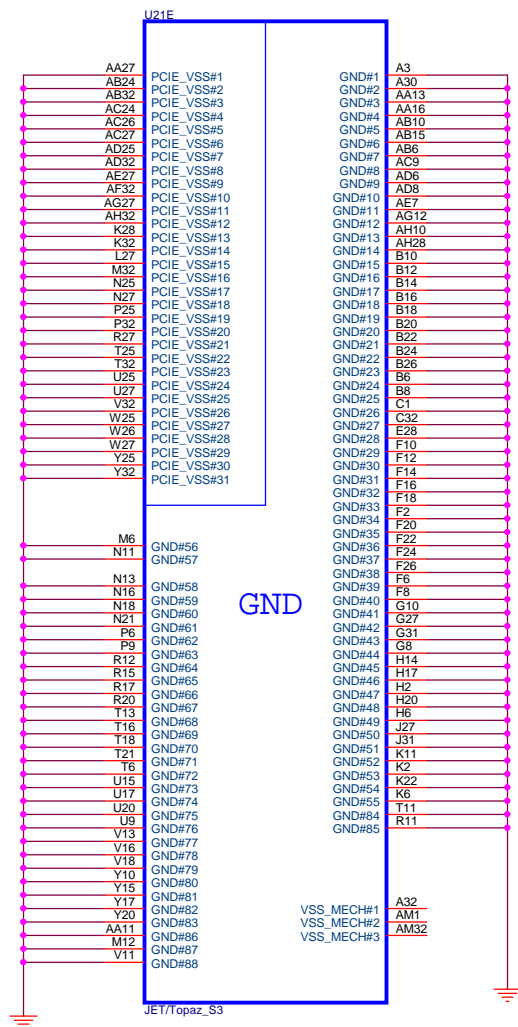 U21E
AA27 PCIE_VSS#1
AB24 PCIE_VSS#2
AB32 PCIE_VSS#3
AC24 PCIE_VSS#4
AC26 PCIE_VSS#5
AC27 PCIE_VSS#6
AD25 PCIE_VSS#7
AD32 PCIE_VSS#8
AE27 PCIE_VSS#9
AF32 PCIE_VSS#10
AG27 PCIE_VSS#11
AH32 PCIE_VSS#12
K28 PCIE_VSS#13
K32 PCIE_VSS#14
L27 PCIE_VSS#15
M32 PCIE_VSS#16
N25 PCIE_VSS#17
N27 PCIE_VSS#18
P25 PCIE_VSS#19
P32 PCIE_VSS#20
R27 PCIE_VSS#21
T25 PCIE_VSS#22
T32 PCIE_VSS#23
U25 PCIE_VSS#24
U27 PCIE_VSS#25
V32 PCIE_VSS#26
W25 PCIE_VSS#27
W26 PCIE_VSS#28
W27 PCIE_VSS#29
Y25 PCIE_VSS#30
Y32 PCIE_VSS#31
M6 GND#56
N11 GND#57
N13 GND#58
N16 GND#59
N18 GND#60
N21 GND#61
P6 GND#62
P9 GND#63
R12 GND#64
R15 GND#65
R17 GND#66
R20 GND#67
T13 GND#68
T16 GND#69
T18 GND#70
T21 GND#71
T6 GND#72
U15 GND#73
U17 GND#74
U20 GND#75
U9 GND#76
V13 GND#77
V16 GND#78
V18 GND#79
Y10 GND#80
Y15 GND#81
Y17 GND#82
Y20 GND#83
AA11 GND#86
M12 GND#87
V11 GND#88
GND
GND#1 A3
GND#2 A30
GND#3 AA13
GND#4 AA16
GND#5 AB10
GND#6 AB15
GND#7 AB6
GND#8 AC9
GND#9 AD6
GND#10 AD8
GND#11 AE7
GND#12 AG12
GND#13 AH10
GND#14 AH28
GND#15 B10
GND#16 B12
GND#17 B14
GND#18 B16
GND#19 B18
GND#20 B20
GND#21 B22
GND#22 B24
GND#23 B26
GND#24 B6
GND#25 B8
GND#26 C1
GND#27 C32
GND#28 E28
GND#29 F10
GND#30 F12
GND#31 F14
GND#32 F16
GND#33 F18
GND#34 F2
GND#35 F20
GND#36 F22
GND#37 F24
GND#38 F26
GND#39 F6
GND#40 F8
GND#41 G10
GND#42 G27
GND#43 G31
GND#44 G8
GND#45 H14
GND#46 H17
GND#47 H2
GND#48 H20
GND#49 H6
GND#50 J27
GND#51 J31
GND#52 K11
GND#53 K2
GND#54 K22
GND#55 K6
GND#84 T11
GND#85 R11
VSS_MECH#1 A32
VSS_MECH#2 AM1
VSS_MECH#3 AM32
JET/Topaz_S3